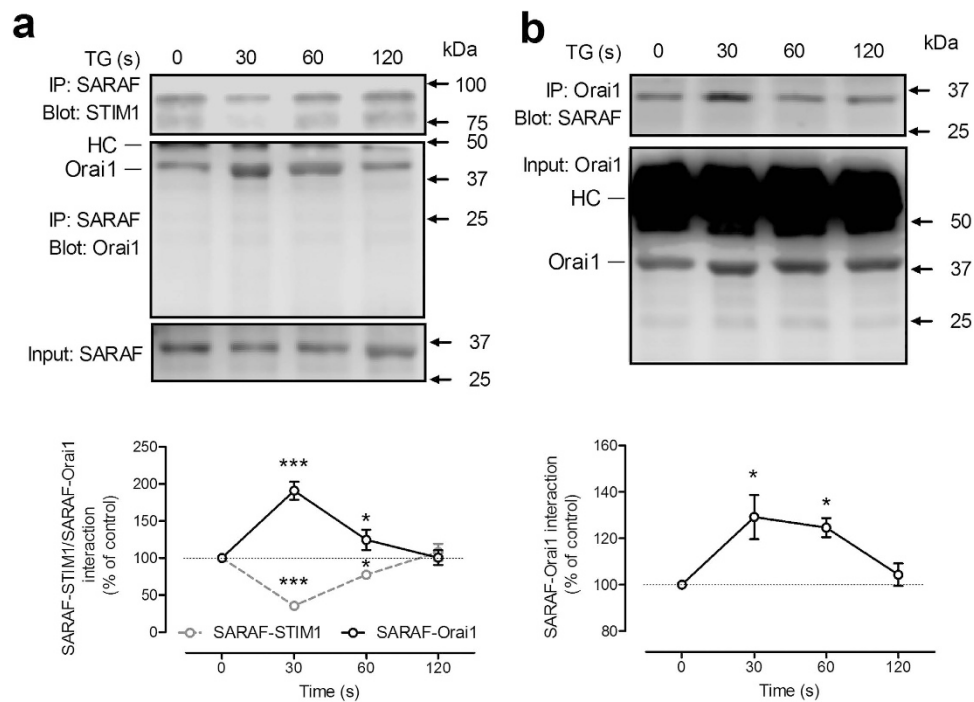 a
TG (s) 0 30 60 120 kDa
IP: SARAF
Blot: STIM1
100
75
HC
50
Orai1
37
IP: SARAF
25
Blot: Orai1
Input: SARAF
37
25
b
TG (s) 0 30 60 120 kDa
IP: Orai1
Blot: SARAF
37
25
Input: Orai1
HC
50
Orai1
37
25
SARAF-STIM1/SARAF-Orai1
interaction
(% of control)
250
200
150
100
50
0
***
*
***
*
SARAF-STIM1 SARAF-Orai1
0 30 60 120
Time (s)
SARAF-Orai1 interaction
(% of control)
160
140
120
100
80
*
*
0 30 60 120
Time (s)